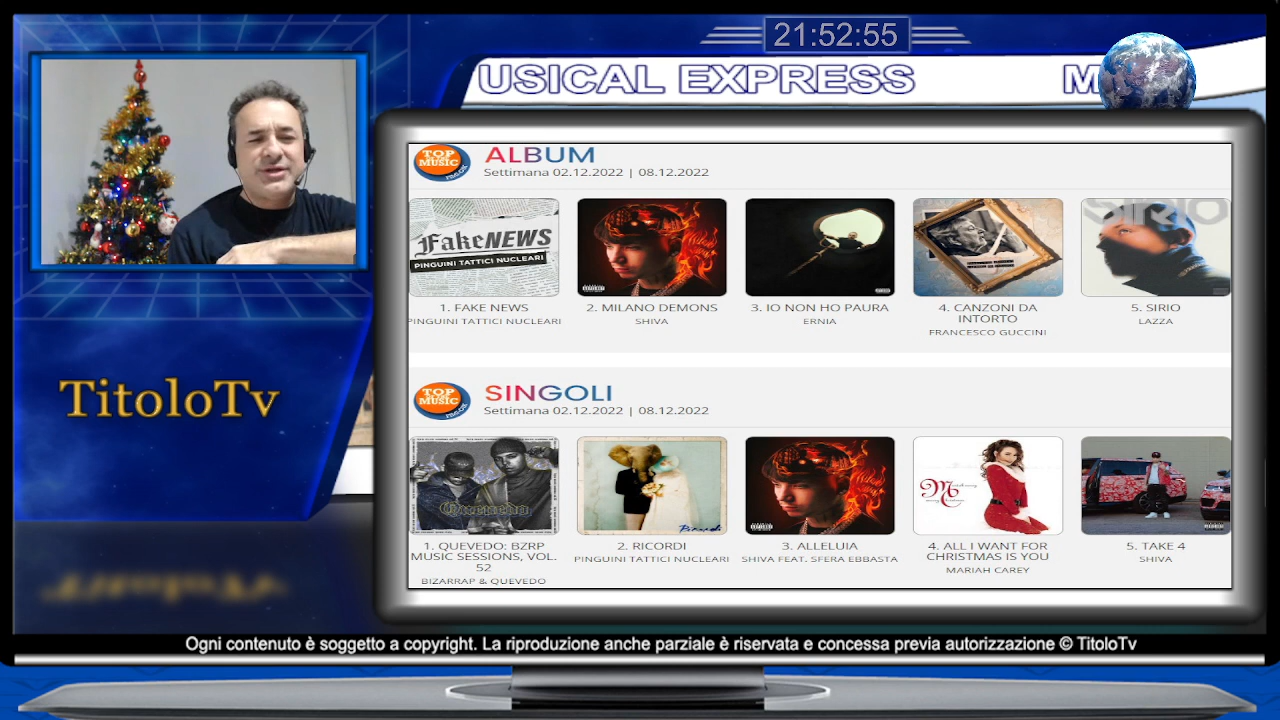 21:52:55
USICAL EXPRESS M
TOP MUSIC
ALBUM
Settimana 02.12.2022 | 08.12.2022
FakeNEWS
PINGUINI TATTICI NUCLEARI
SIRIO
1. FAKE NEWS
PINGUINI TATTICI NUCLEARI
2. MILANO DEMONS
SHIVA
3. IO NON HO PAURA
ERNIA
4. CANZONI DA
INTORTO
FRANCESCO GUCCINI
5. SIRIO
LAZZA
TitoloTv
TOP MUSIC
SINGOLI
Settimana 02.12.2022 | 08.12.2022
Quevedo
Ricordi
1. QUEVEDO: BZRP
MUSIC SESSIONS, VOL.
52
BIZARRAP & QUEVEDO
2. RICORDI
PINGUINI TATTICI NUCLEARI
3. ALLELUIA
SHIVA FEAT. SFERA EBBASTA
4. ALL I WANT FOR
CHRISTMAS IS YOU
MARIAH CAREY
5. TAKE 4
SHIVA
Ogni contenuto è soggetto a copyright. La riproduzione anche parziale è riservata e concessa previa autorizzazione © TitoloTv